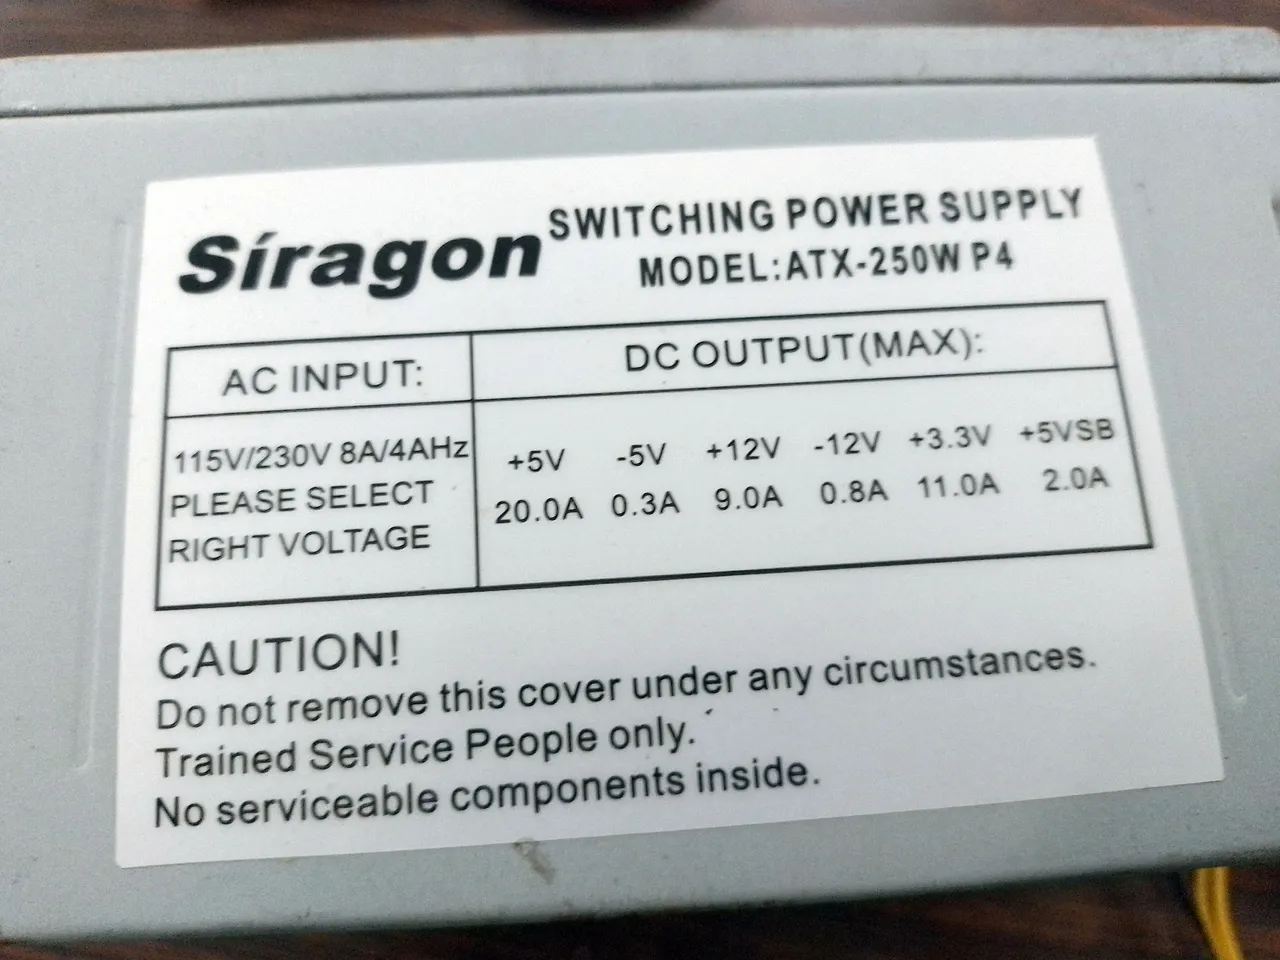 Síragon
SWITCHING POWER SUPPLY
MODEL:ATX-250W P4
AC INPUT:
DC OUTPUT(MAX):
115V/230V 8A/4AHz
PLEASE SELECT
RIGHT VOLTAGE
+5V -5V +12V -12V +3.3V +5VSB
20.0A 0.3A 9.0A 0.8A 11.0A 2.0A
CAUTION!
Do not remove this cover under any circumstances.
Trained Service People only.
No serviceable components inside.